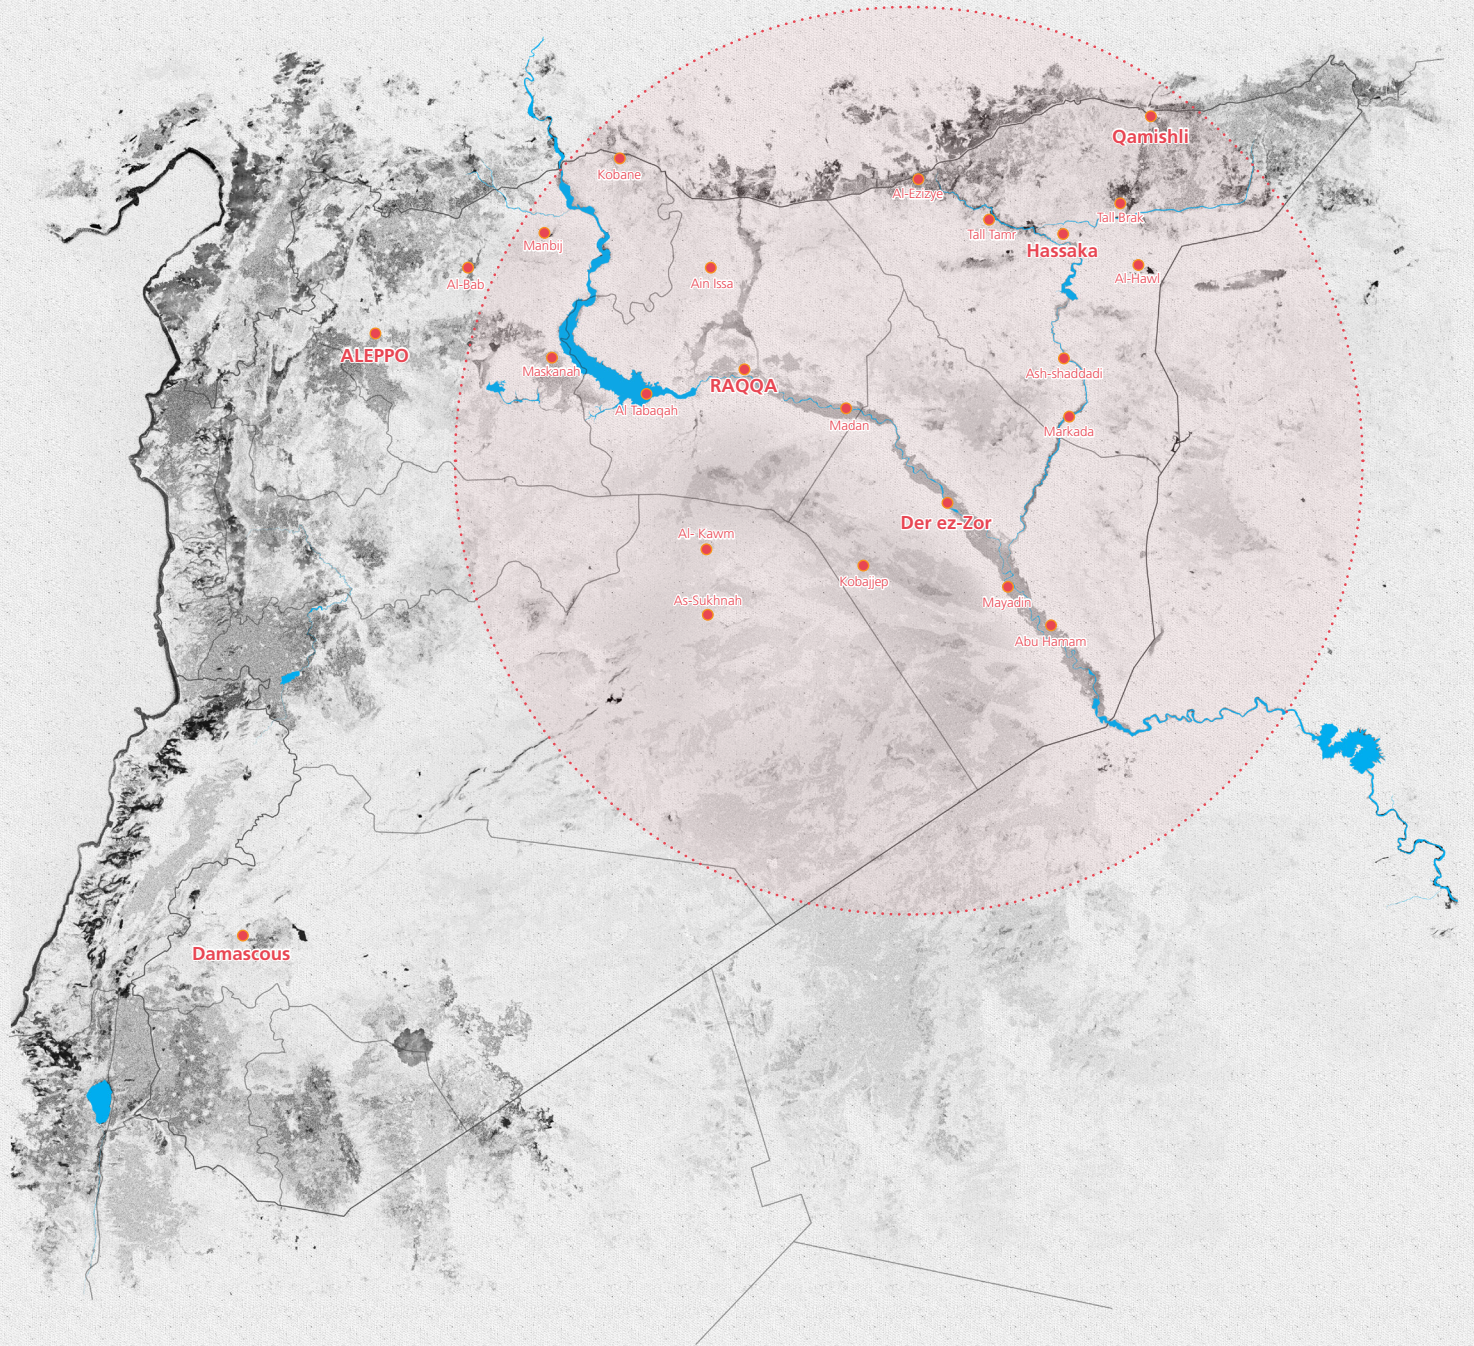 Qamishli
Kobane
Al-Ezizye
Tall Brak
Tall Tamr
Manbij
Hassaka
Al-Bab
Ain Issa
Al-Hawl
ALEPPO
Maskanah
RAQQA
Ash-shaddadi
Al Tabaqah
Madan
Markada
Der ez-Zor
Al- Kawm
Kobajjep
As-Sukhnah
Mayadin
Abu Hamam
Damascous